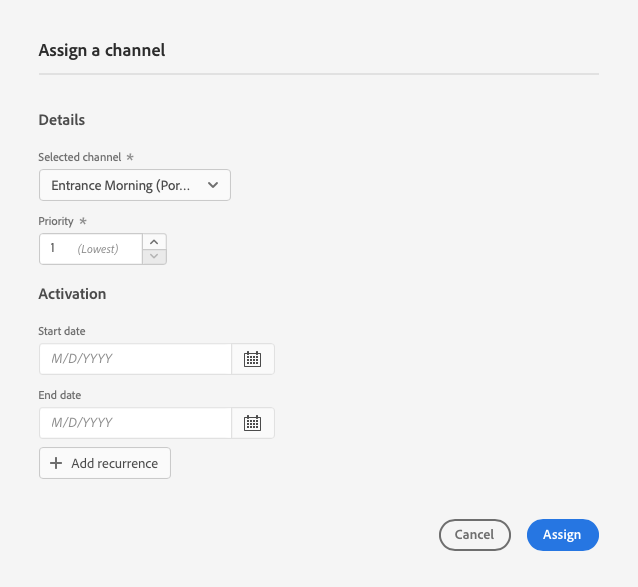 Assign a channel
Details
Selected channel *
Entrance Morning (Por...
Priority *
1 (Lowest)
Activation
Start date
M/D/YYYY
End date
M/D/YYYY
+ Add recurrence
Cancel Assign